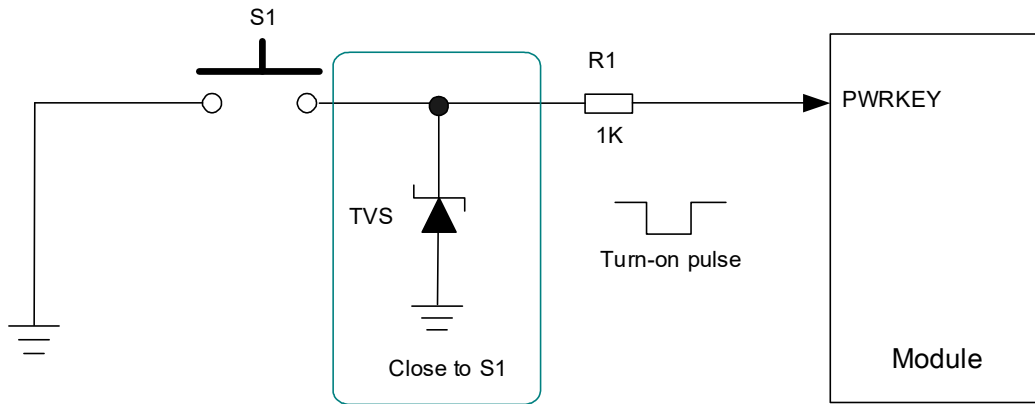 S1
R1
PWRKEY
1K
TVS
Turn-on pulse
Close to S1
Module